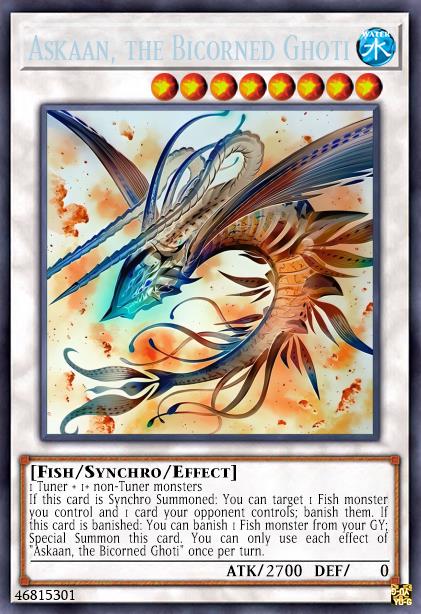 Askaan, the Bicorned Ghoti
WATER
水
[Fish/Synchro/Effect]
1 Tuner + 1+ non-Tuner monsters
If this card is Synchro Summoned: You can target 1 Fish monster
you control and 1 card your opponent controls; banish them. If
this card is banished: You can banish 1 Fish monster from your GY;
Special Summon this card. You can only use each effect of
"Askaan, the Bicorned Ghoti" once per turn.
ATK/2700 DEF/ 0
46815301